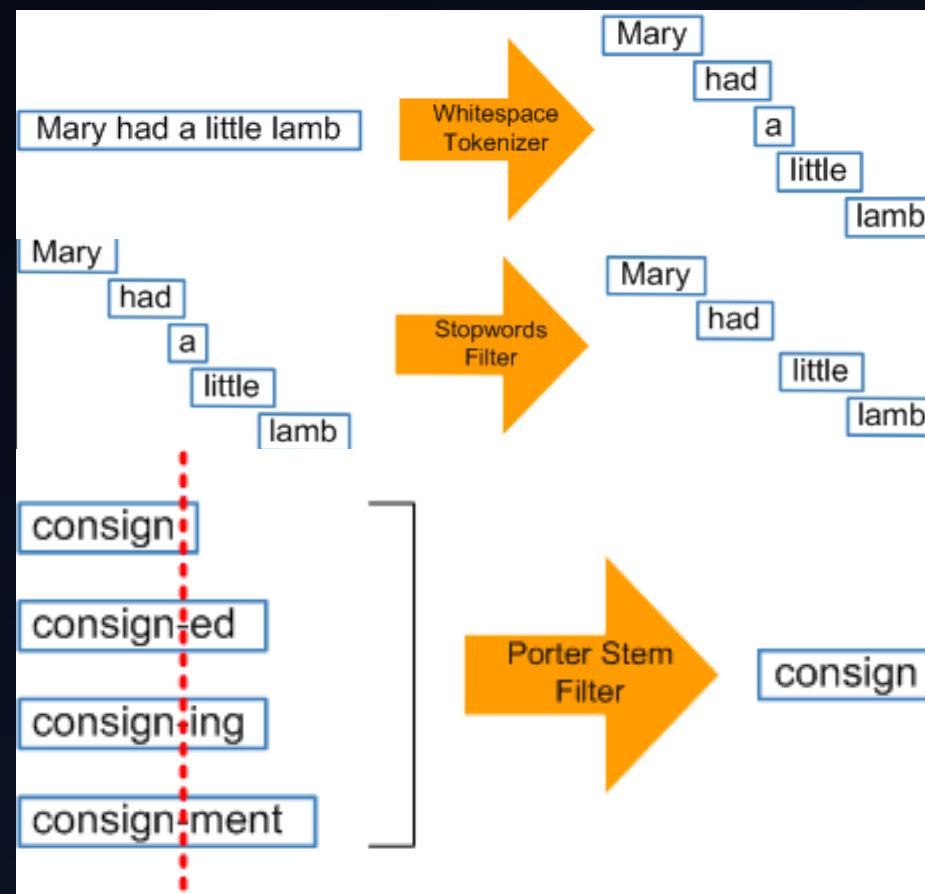 Mary had a little lamb
Whitespace
Tokenizer
Mary
had
a
little
lamb
Mary
had
a
little
lamb
Stopwords
Filter
Mary
had
little
lamb
consign
consign-ed
consign-ing
consign-ment
Porter Stem
Filter
consign